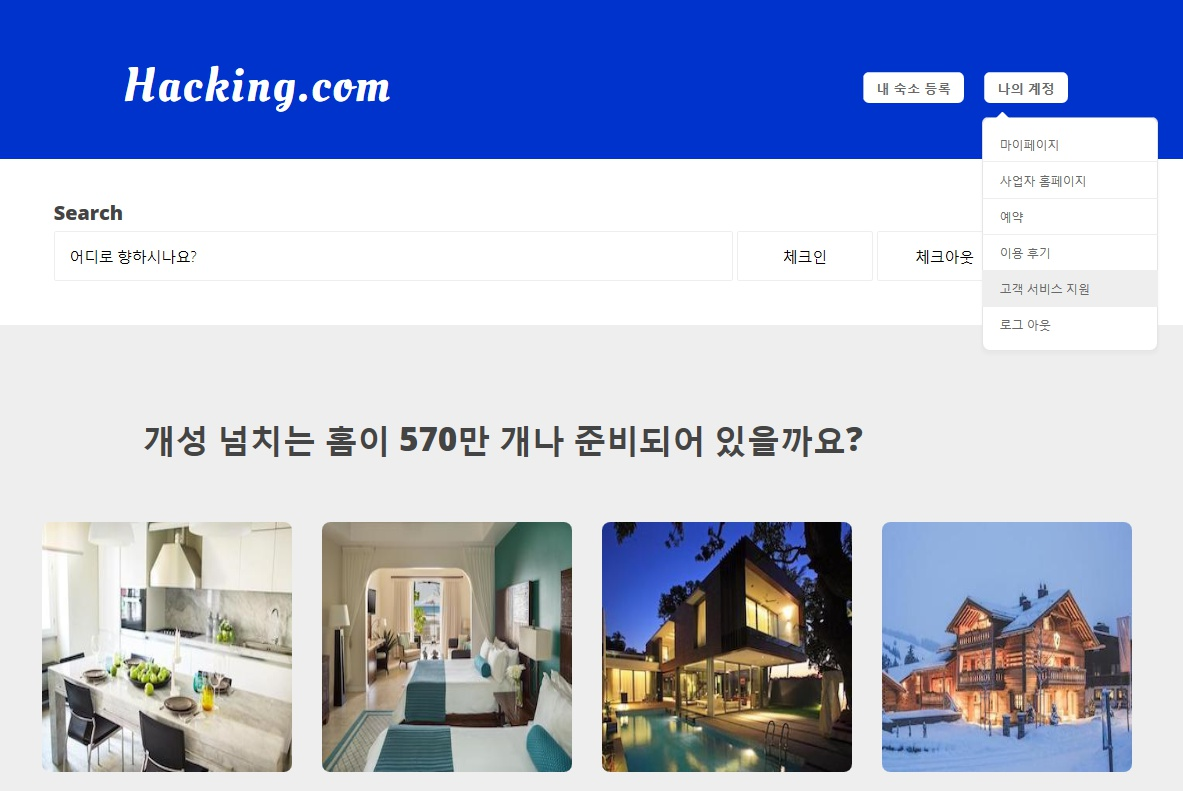 Hacking.com
내 숙소 등록
나의 계정
마이페이지
사업자 홈페이지
예약
이용 후기
고객 서비스 지원
로그 아웃
Search
어디로 향하시나요?
체크인
체크아웃
개성 넘치는 홈이 570만 개나 준비되어 있을까요?